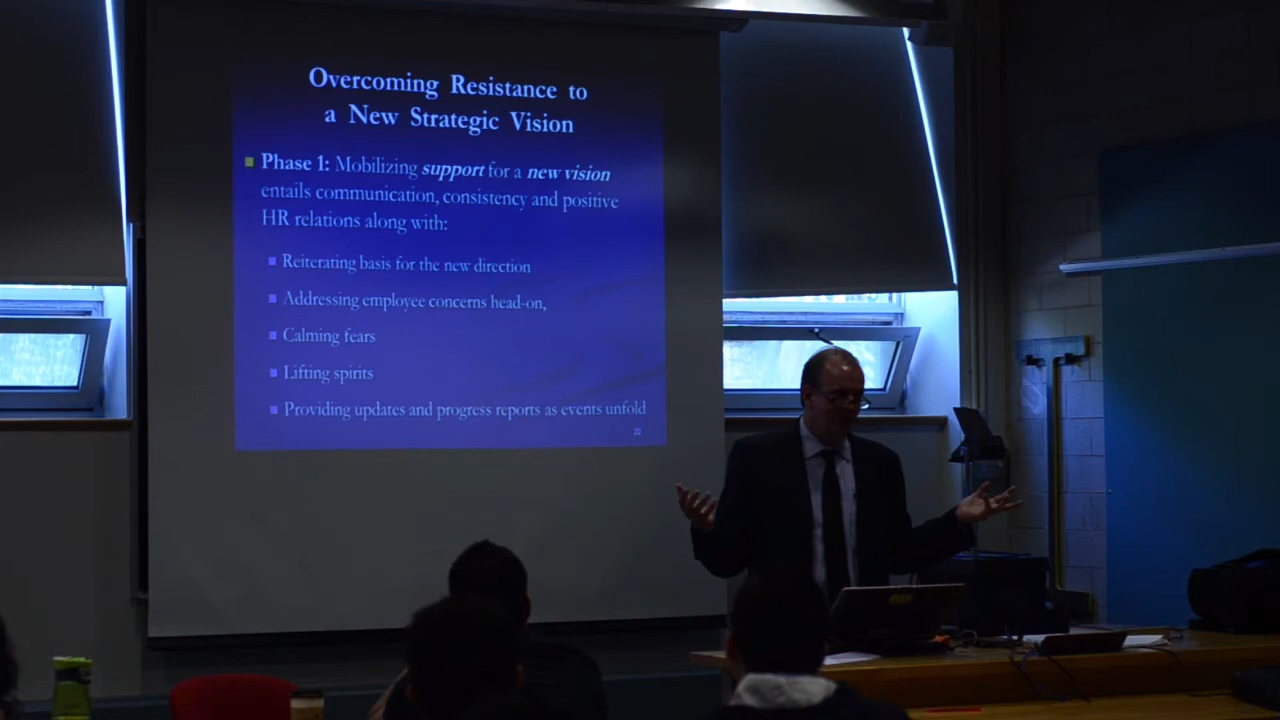 Overcoming Resistance to
a New Strategic Vision
Phase 1: Mobilizing support for a new vision
entails communication, consistency and positive
HR relations along with:
Reiterating basis for the new direction
Addressing employee concerns head-on,
Calming fears
Lifting spirits
Providing updates and progress reports as events unfold
22